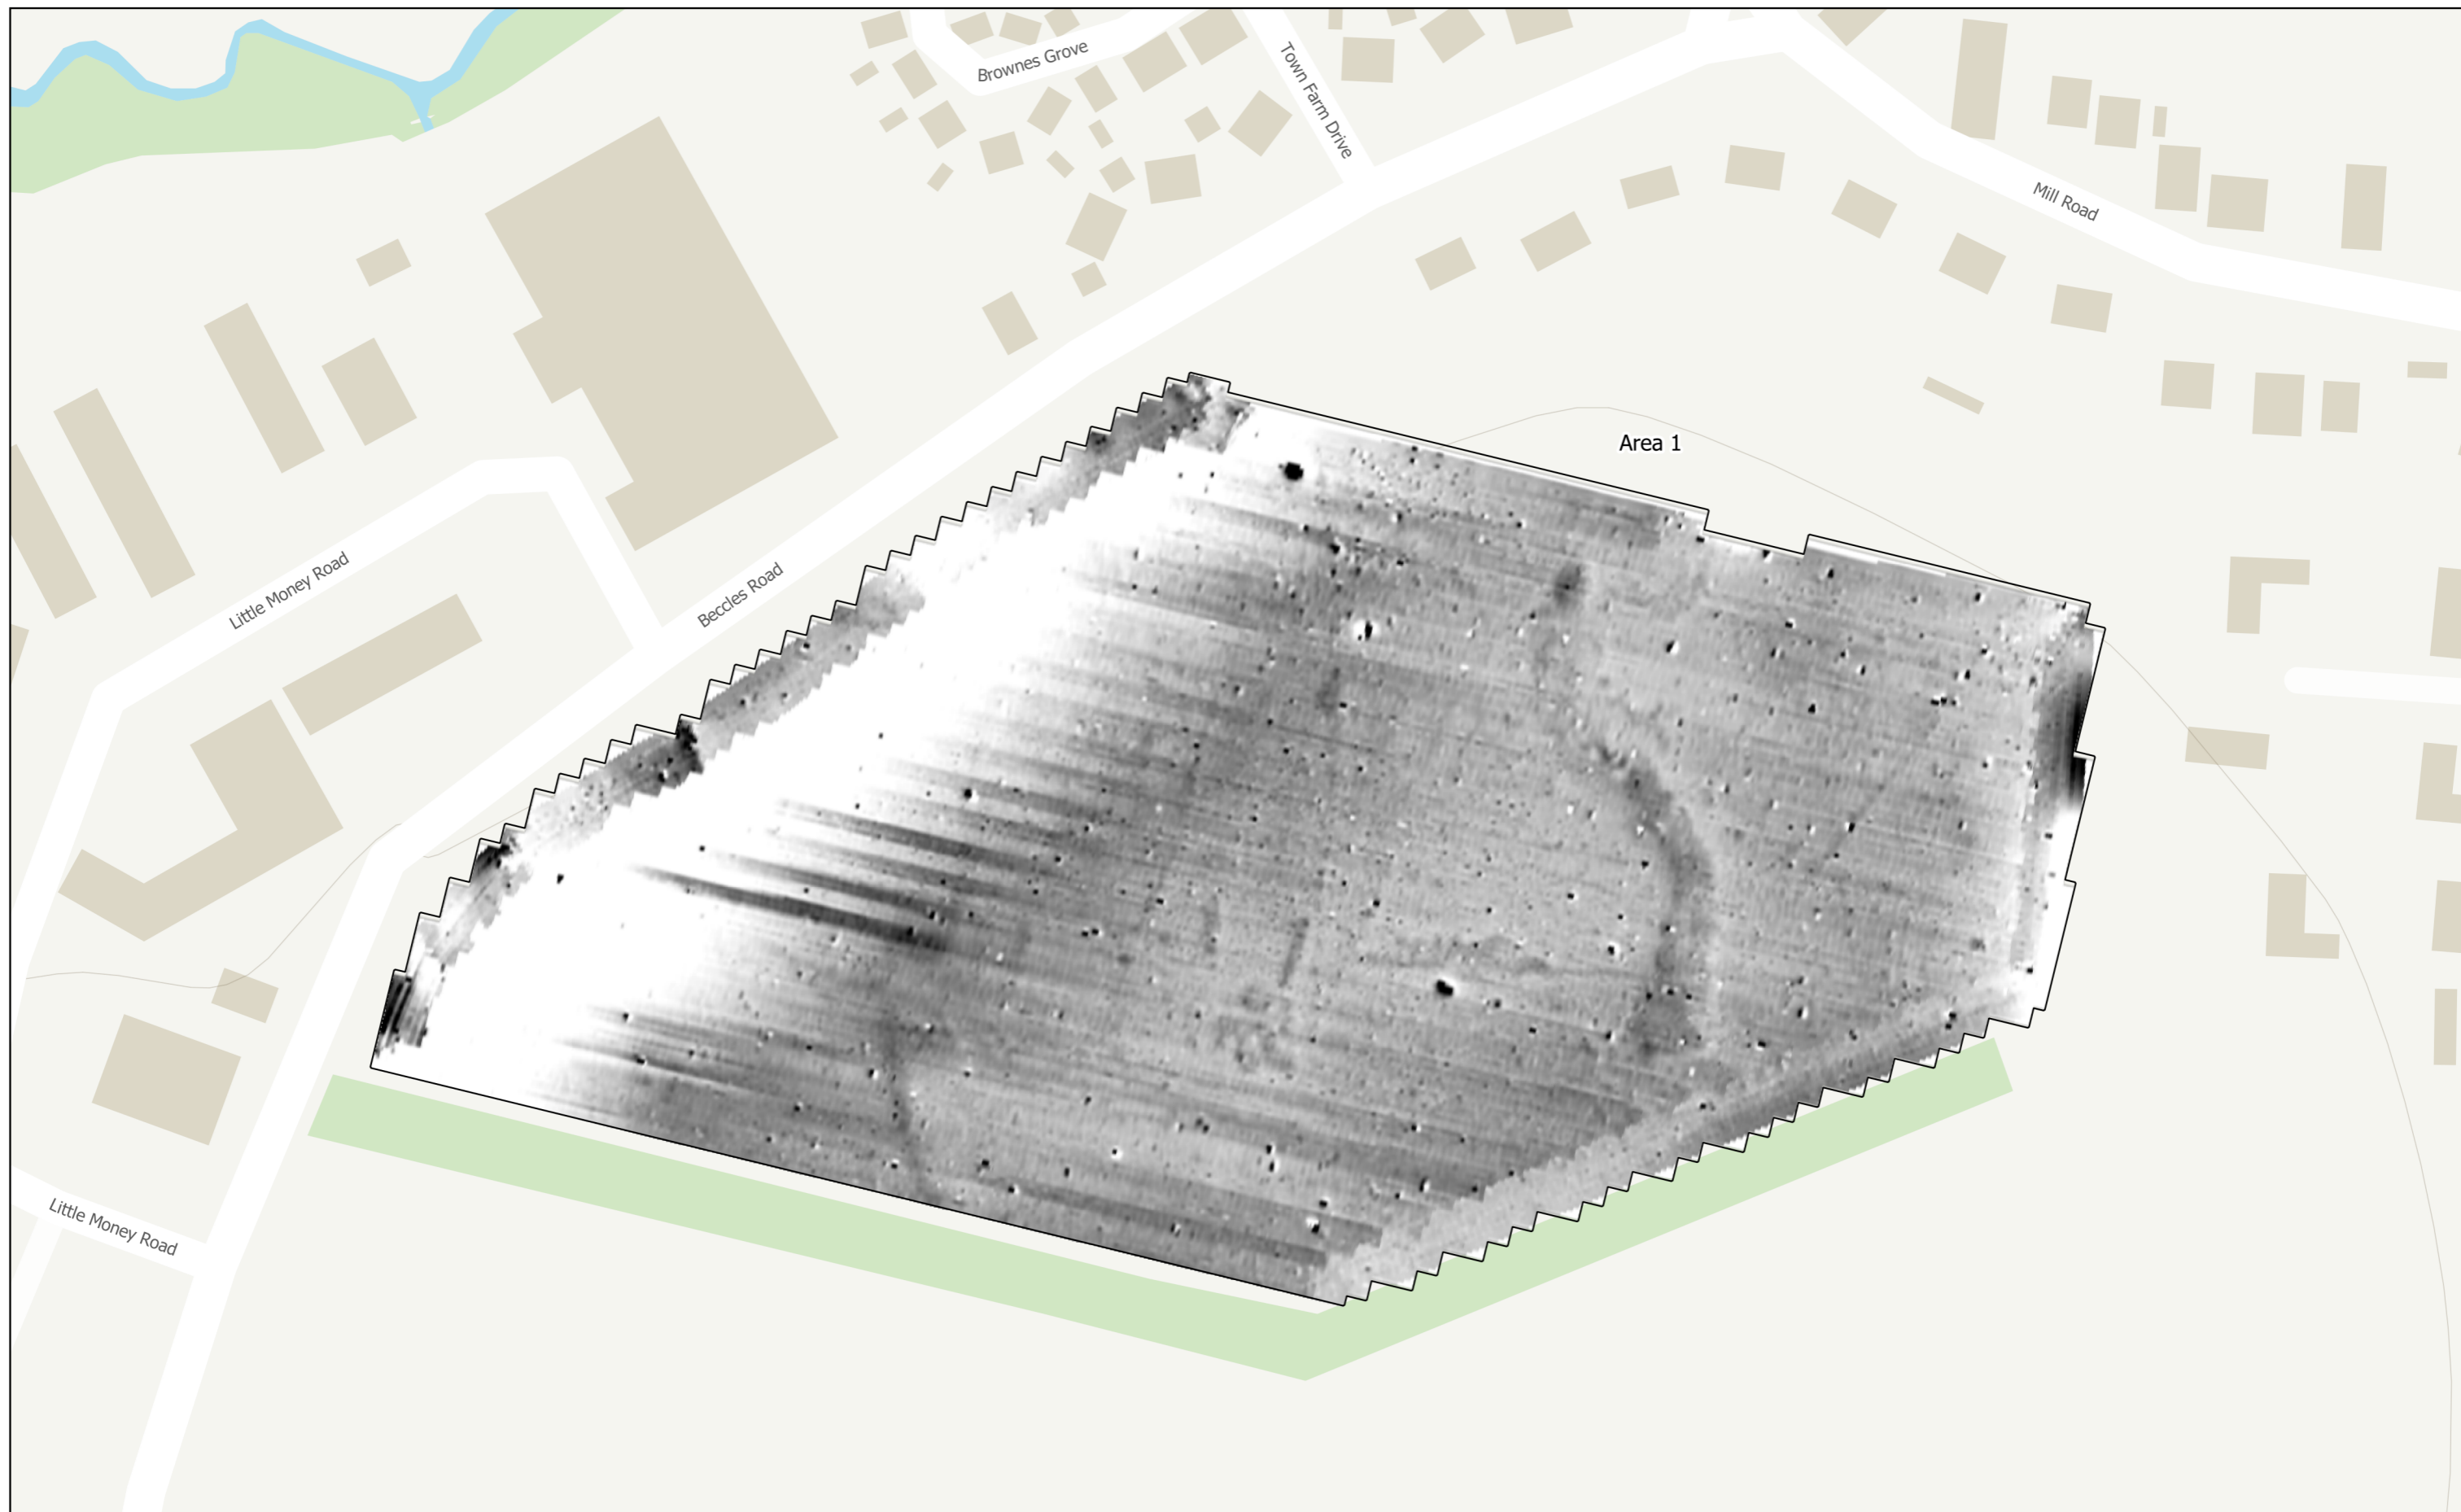 Brownes Grove
Town Farm Drive
Mill Road
Area 1
Little Money Road
Beccles Road
Little Money Road